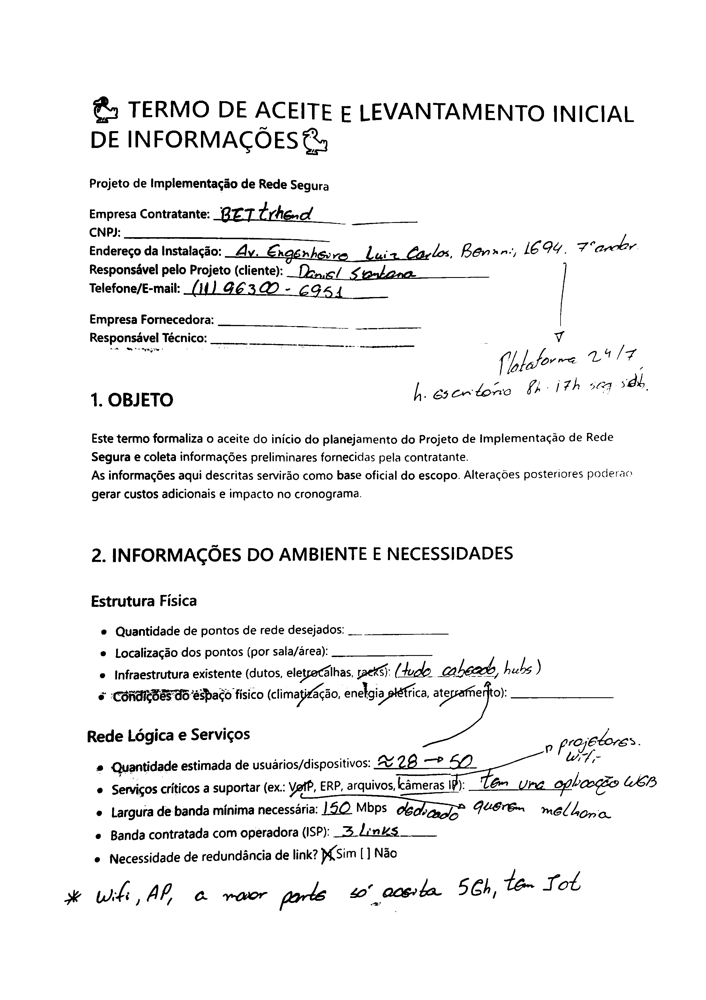 TERMO DE ACEITE E LEVANTAMENTO INICIAL
DE INFORMAÇÕES
Projeto de Implementação de Rede Segura
Empresa Contratante: BET trhend
CNPJ:
Endereço da Instalação: Av. Engenheiro Luiz Carlos, 1694. 7º andar.
Responsável pelo Projeto (cliente): Daniel Santana
Telefone/E-mail: (11) 96300-6951
Empresa Fornecedora:
Responsável Técnico:
Plataforma 24/7
h. escritório 8h - 17h seg sáb.
1. OBJETO
Este termo formaliza o aceite do início do planejamento do Projeto de Implementação de Rede
Segura e coleta informações preliminares fornecidas pela contratante.
As informações aqui descritas servirão como base oficial do escopo. Alterações posteriores poderão
gerar custos adicionais e impacto no cronograma.
2. INFORMAÇÕES DO AMBIENTE E NECESSIDADES
Estrutura Física
• Quantidade de pontos de rede desejados:
• Localização dos pontos (por sala/área):
• Infraestrutura existente (dutos, eletrocalhas, racks): (tudo cabeado, hubs)
• Condições do espaço físico (climatização, energia elétrica, aterramento):
Rede Lógica e Serviços
projetores.
wifi
• Quantidade estimada de usuários/dispositivos: ≈28 → 50
• Serviços críticos a suportar (ex.: VoIP, ERP, arquivos, câmeras IP): tem uma aplicação WEB
• Largura de banda mínima necessária: 150 Mbps dedicado querem melhoria
• Banda contratada com operadora (ISP): 3 Links
• Necessidade de redundância de link? [X] Sim [ ] Não
* Wifi, AP, a maior parte só aceita 5Gh, tem Iot